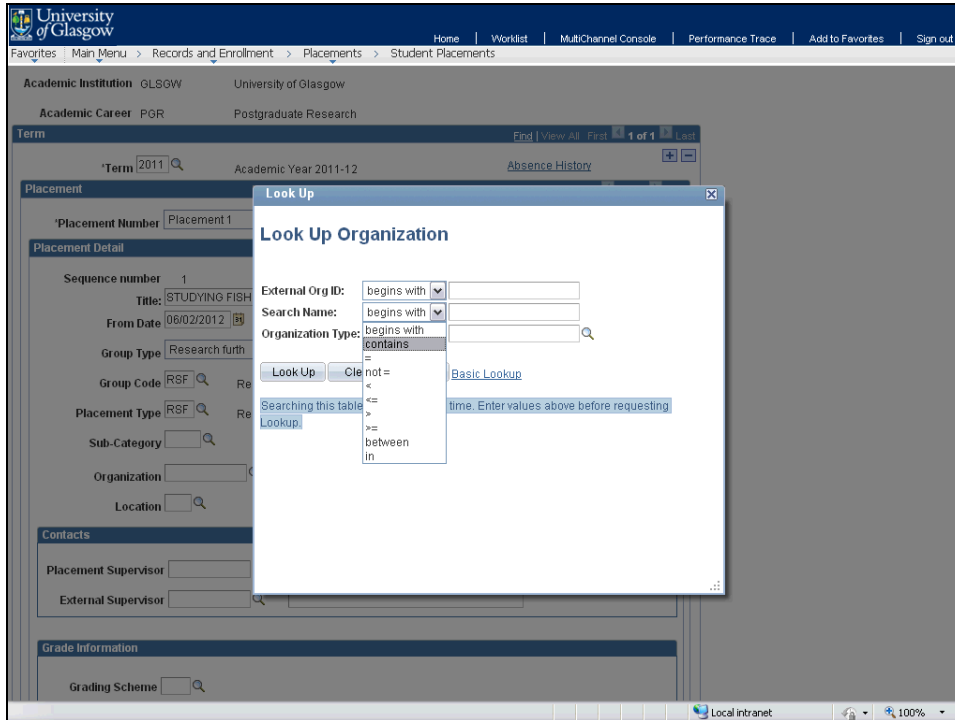 University
of Glasgow
Home | Worklist | MultiChannel Console | Performance Trace | Add to Favorites | Sign out
Favorites Main Menu > Records and Enrollment > Placements > Student Placements
Academic Institution GLSGW University of Glasgow
Academic Career PGR Postgraduate Research
Term Find | View All First 1 of 1 Last
*Term 2011 Academic Year 2011-12 Absence History
Placement
*Placement Number Placement 1
Placement Detail
Sequence number 1
Title: STUDYING FISH
From Date 06/02/2012
Group Type Research furth
Group Code RSF Re
Placement Type RSF Re
Sub-Category
Organization
Location
Contacts
Placement Supervisor
External Supervisor
Grade Information
Grading Scheme
Look Up
Look Up Organization
External Org ID: begins with
Search Name: begins with
Organization Type:
begins with
contains
=
not =
<
<=
>
>=
between
in
Look Up Cle Basic Lookup
Searching this table time. Enter values above before requesting
Lookup.
Local intranet 100%